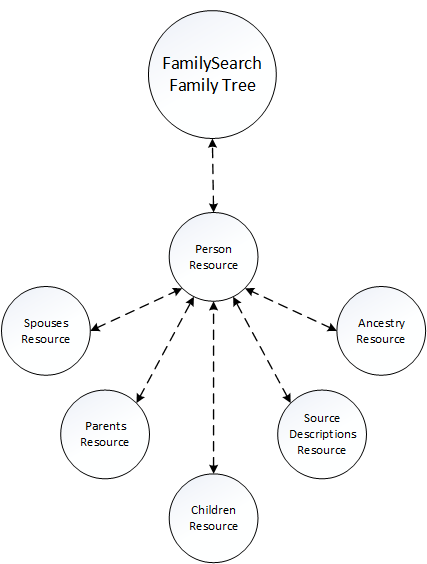 FamilySearch
Family Tree
Person
Resource
Spouses
Resource
Ancestry
Resource
Parents
Resource
Source
Descriptions
Resource
Children
Resource